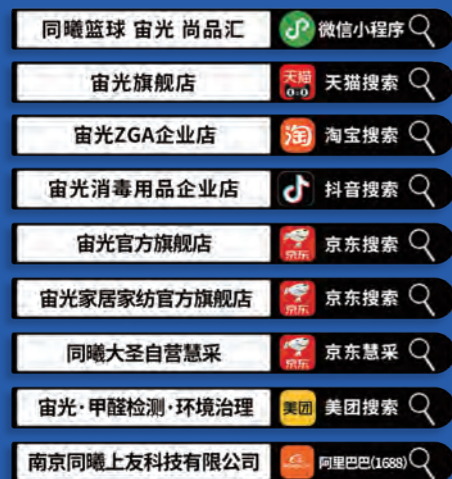 同曦篮球 宙光 尚品汇 微信小程序
宙光旗舰店 天猫 天猫搜索
宙光ZGA企业店 淘 淘宝搜索
宙光消毒用品企业店 抖音搜索
宙光官方旗舰店 京东 京东搜索
宙光家居家纺官方旗舰店 京东 京东搜索
同曦大圣自营慧采 京东 京东慧采
宙光·甲醛检测·环境治理 美团 美团搜索
南京同曦上友科技有限公司 阿里巴巴(1688)